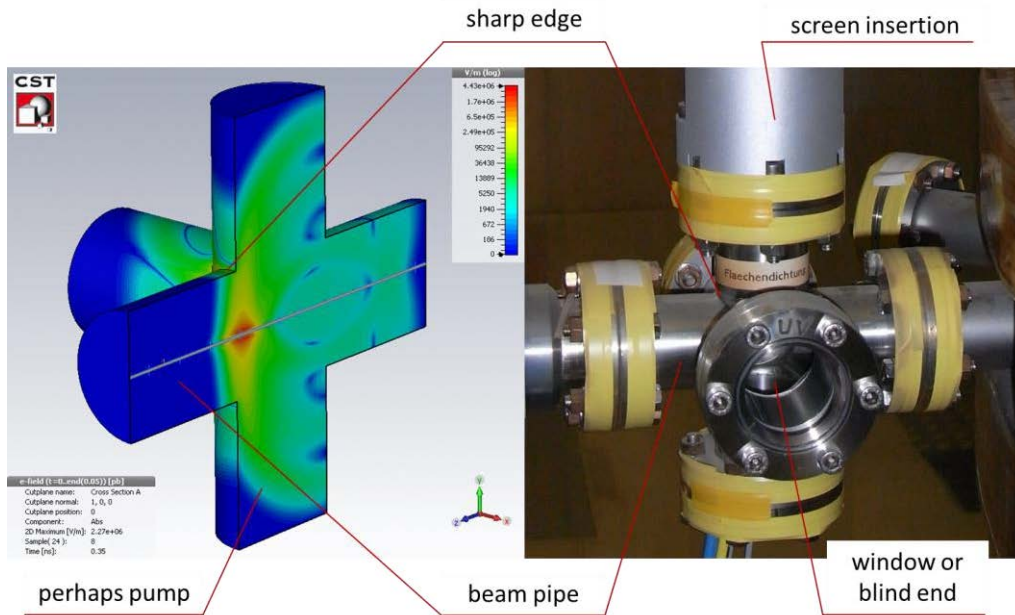 sharp edge
screen insertion
CST
V/m (log)
4.43e+06
1.7e+06
6.5e+05
2.49e+05
95292
36438
13889
5250
1940
672
186
0
Flaechendichtung
UV
y
z
x
e-field (t=0..end(0.05)) [pb]
Cutplane name: Cross Section A
Cutplane normal: 1, 0, 0
Cutplane position: 0
Component: Abs
2D Maximum [V/m]: 2.27e+06
Sample( 24 ): 8
Time [ns]: 0.35
perhaps pump
beam pipe
window or
blind end